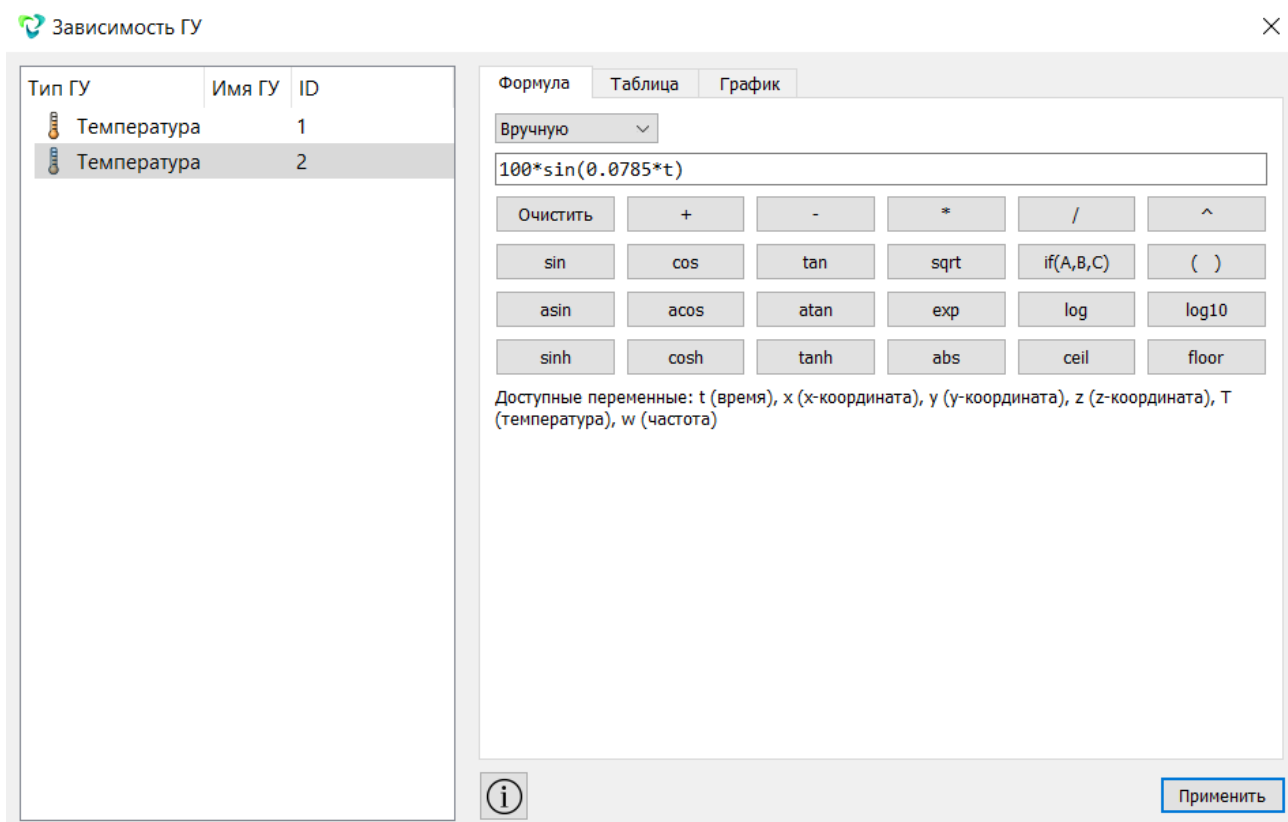 Зависимость ГУ
Тип ГУ Имя ГУ ID
Температура 1
Температура 2
Формула Таблица График
Вручную
100*sin(0.0785*t)
Очистить + - * / ^
sin cos tan sqrt if(A,B,C) ( )
asin acos atan exp log log10
sinh cosh tanh abs ceil floor
Доступные переменные: t (время), x (x-координата), y (y-координата), z (z-координата), T
(температура), w (частота)
i
Применить